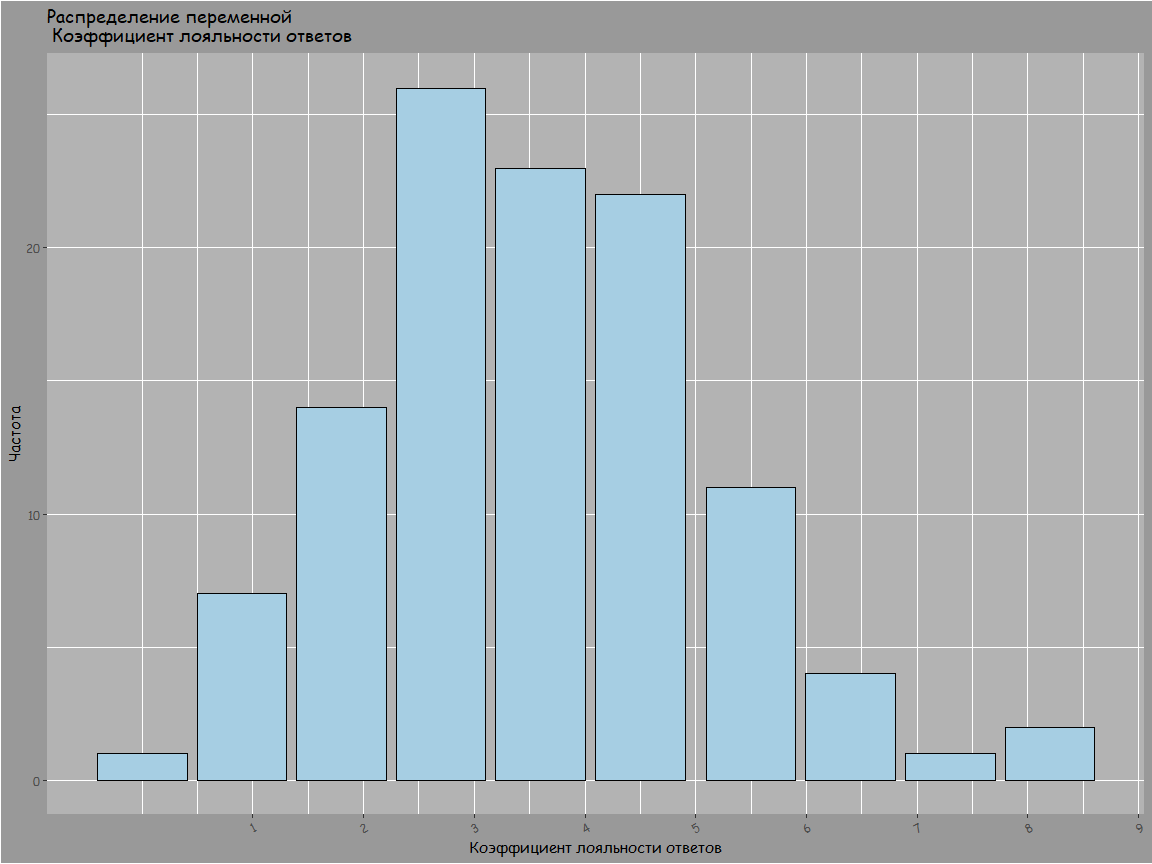 Распределение переменной
Коэффициент лояльности ответов
Частота
20
10
0
1 2 3 4 5 6 7 8 9
Коэффициент лояльности ответов